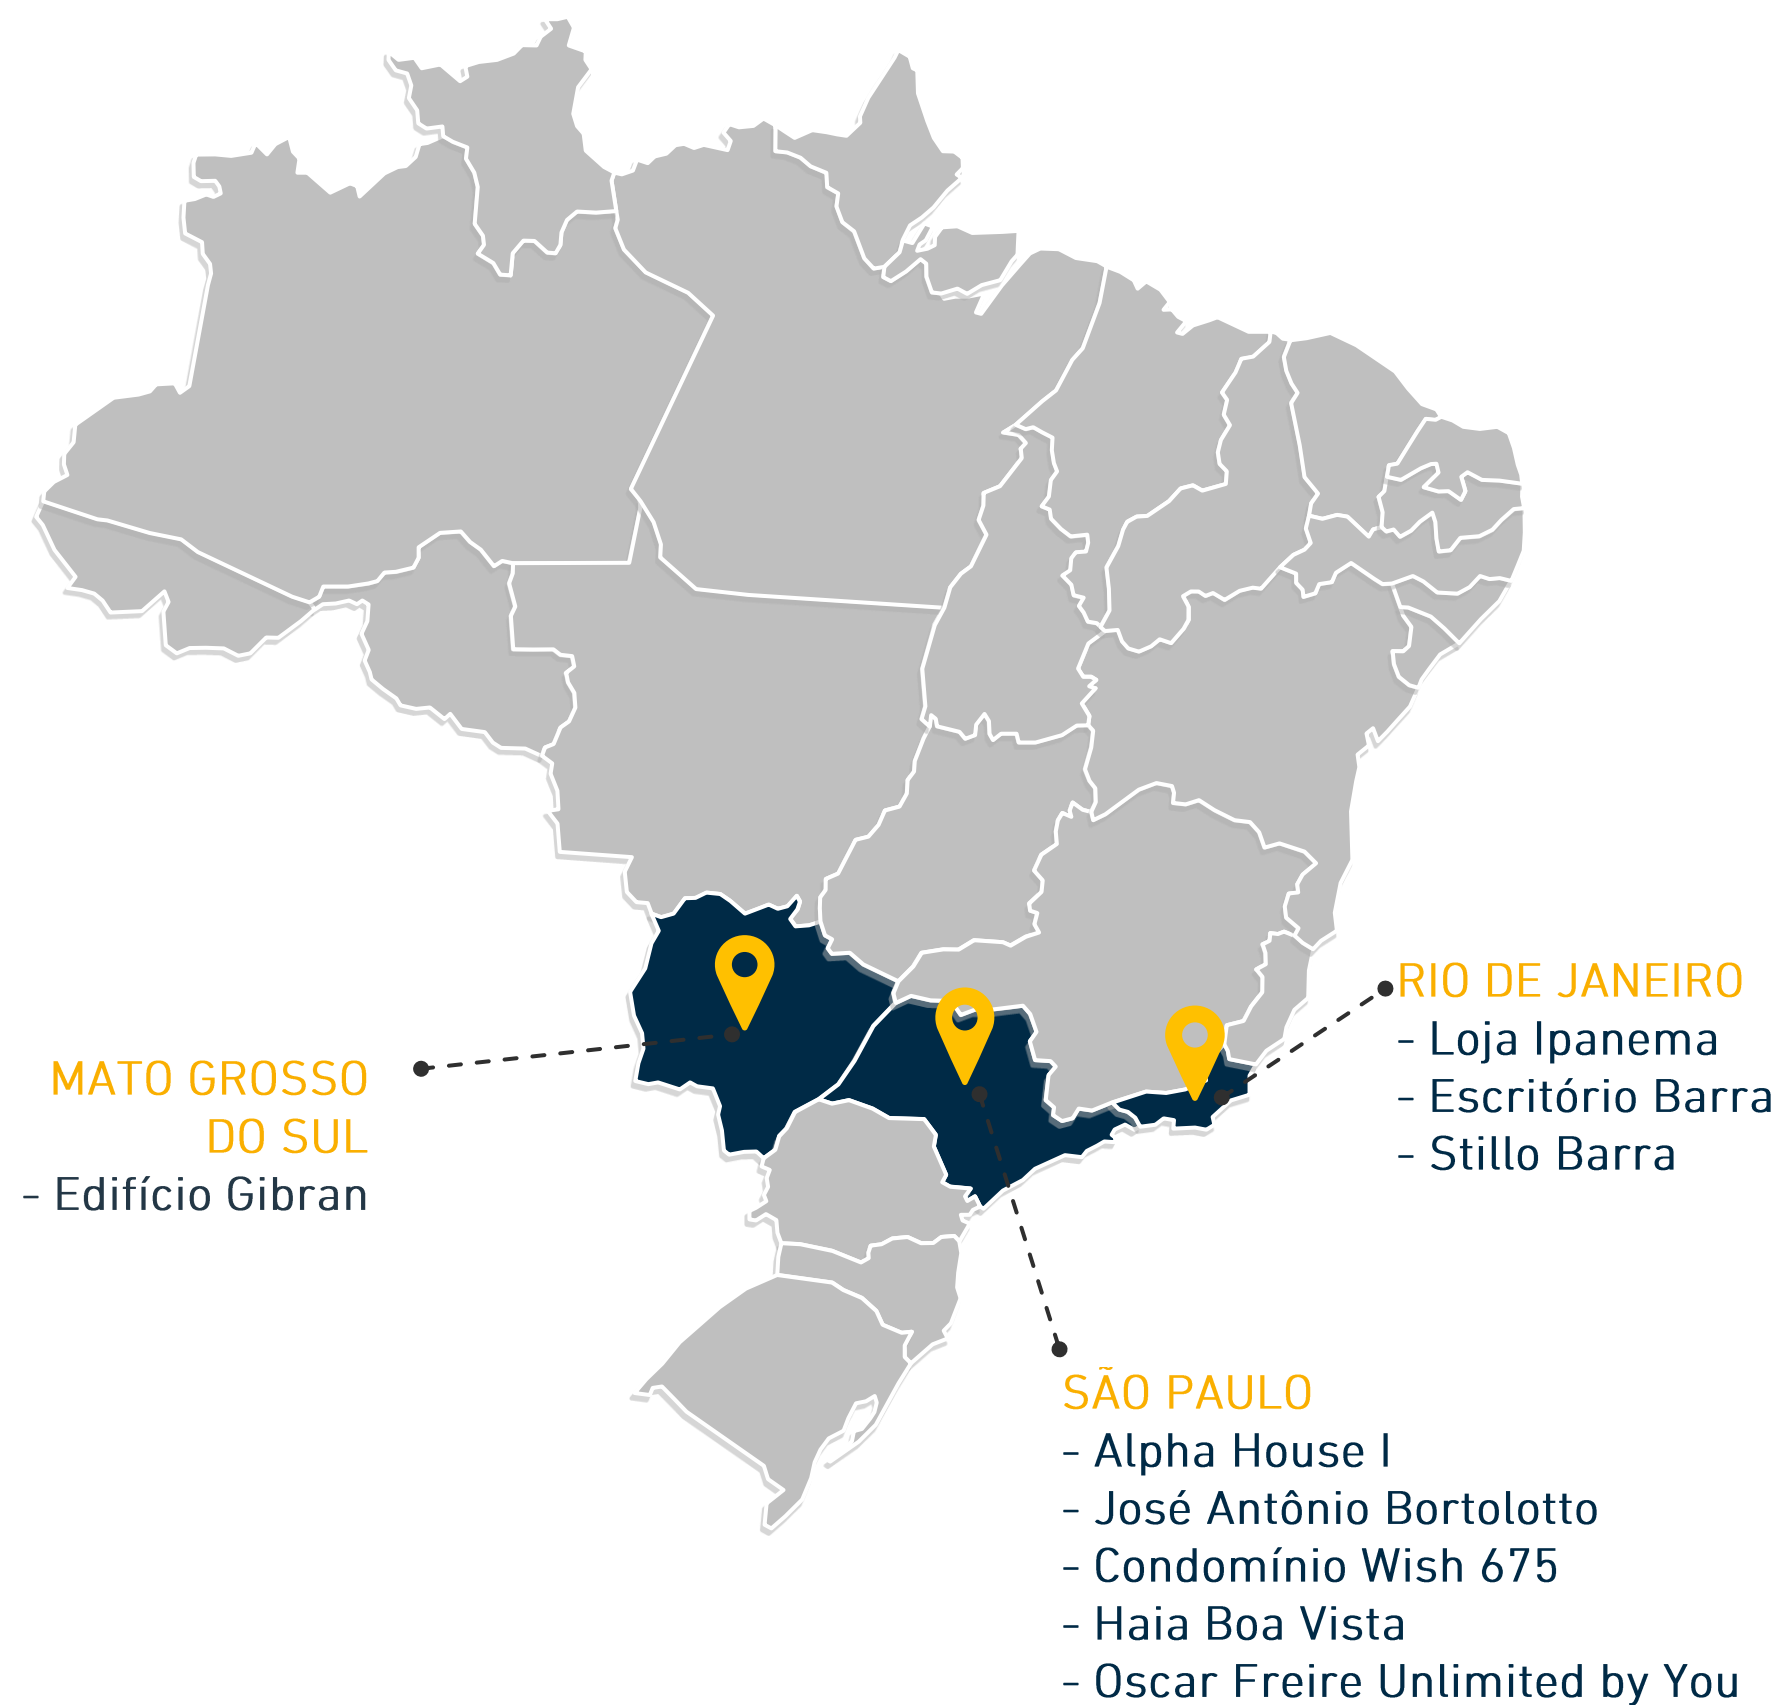 RIO DE JANEIRO
- Loja Ipanema
- Escritório Barra
- Stillo Barra
MATO GROSSO
DO SUL
- Edifício Gibran
SÃO PAULO
- Alpha House I
- José Antônio Bortolotto
- Condomínio Wish 675
- Haia Boa Vista
- Oscar Freire Unlimited by You